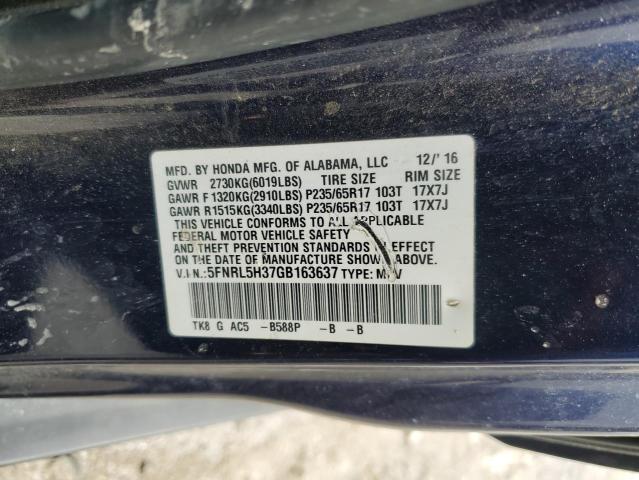 MFD. BY HONDA MFG. OF ALABAMA, LLC 12/'16
GVWR 2730KG(6019LBS) TIRE SIZE RIM SIZE
GAWR F 1320KG(2910LBS) P235/65R17 103T 17X7J
GAWR R1515KG(3340LBS) P235/65R17 103T 17X7J
THIS VEHICLE CONFORMS TO ALL APPLICABLE
FEDERAL MOTOR VEHICLE SAFETY
AND THEFT PREVENTION STANDARDS IN EFFECT
ON THE DATE OF MANUFACTURE SHOWN ABOVE.
V.I.N.: 5FNRL5H37GB163637 TYPE: MPV
TK8 G AC5 -B588P -B -B